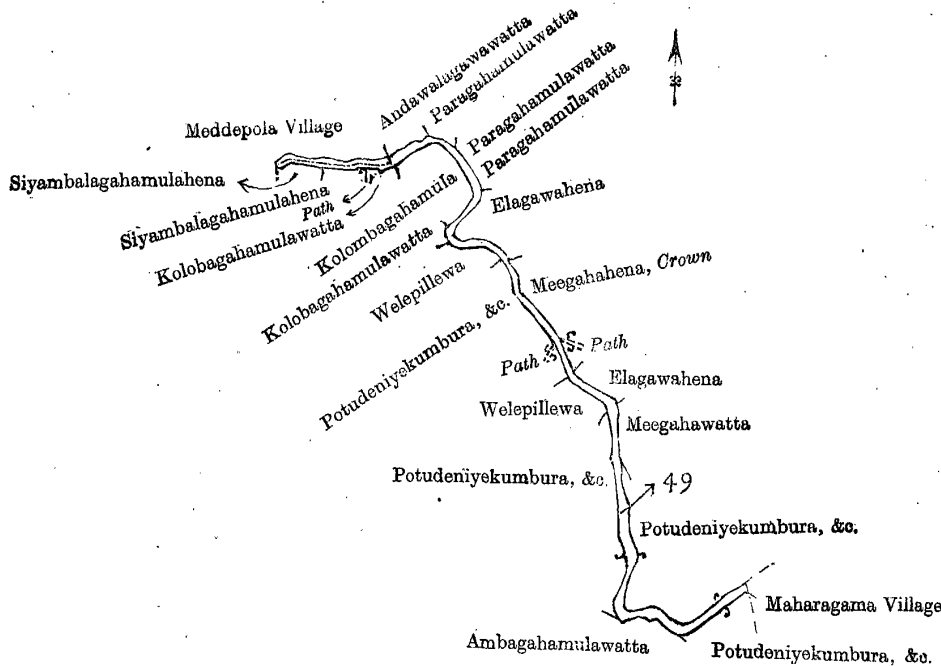 Andawalagawawatta
Paragahamulawatta
Paragahamulawatta
Paragahamulawatta
Meddepola Village
Siyambalagahamulahena
Siyambalagahamulahena
Path
Kolobagahamulawatta
Kolombagahamula
Kolobagahamulawatta
Elagawahena
Welepillewa
Meegahahena, Crown
Potudeniyekumbura, &c.
Path
Path
Elagawahena
Welepillewa
Meegahawatta
Potudeniyekumbura, &c.
49
Potudeniyekumbura, &c.
Maharagama Village
Ambagahamulawatta
Potudeniyekumbura, &c.